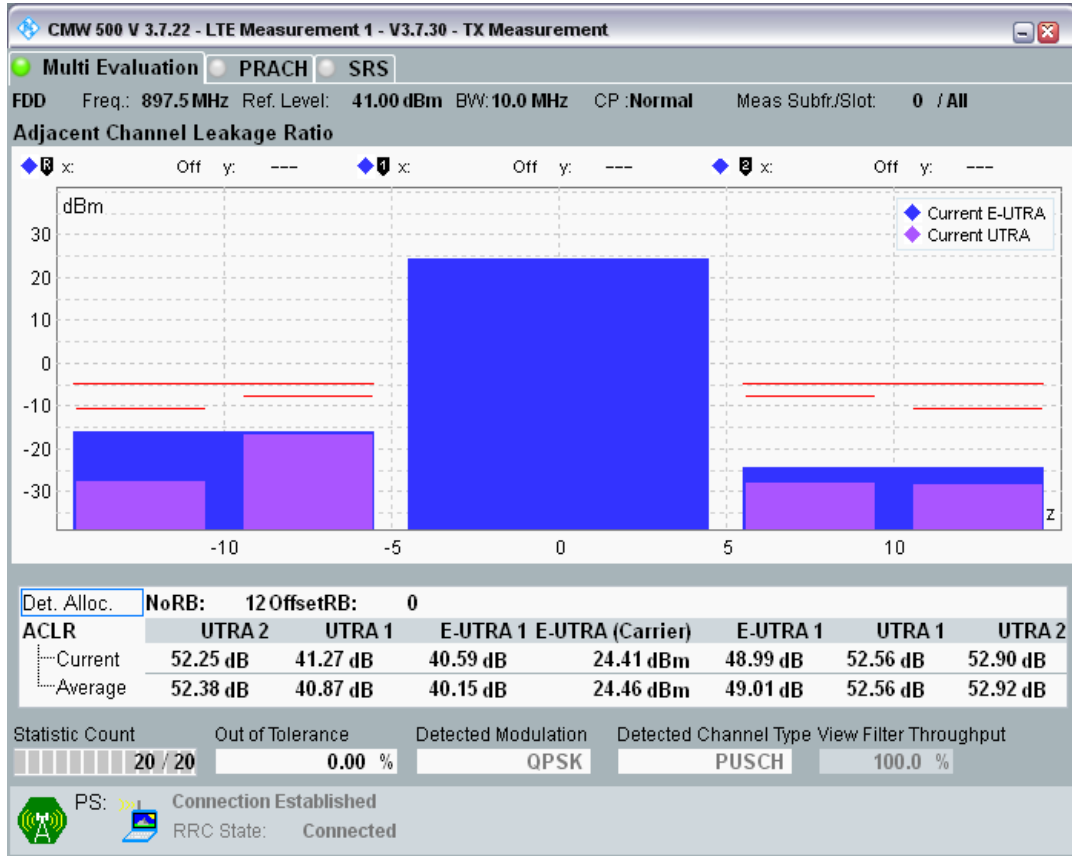 CMW 500 V 3.7.22 - LTE Measurement 1 - V3.7.30 - TX Measurement
Multi Evaluation PRACH SRS
FDD Freq.: 897.5 MHz Ref. Level: 41.00 dBm BW: 10.0 MHz CP :Normal Meas Subfr./Slot: 0 / All
Adjacent Channel Leakage Ratio
R x: Off y: --- 1 x: Off y: --- 2 x: Off y: ---
dBm
Current E-UTRA
Current UTRA
30
20
10
0
-10
-20
-30
z
-10 -5 0 5 10
Det. Alloc. NoRB: 12 OffsetRB: 0
ACLR UTRA 2 UTRA 1 E-UTRA 1 E-UTRA (Carrier) E-UTRA 1 UTRA 1 UTRA 2
Current 52.25 dB 41.27 dB 40.59 dB 24.41 dBm 48.99 dB 52.56 dB 52.90 dB
Average 52.38 dB 40.87 dB 40.15 dB 24.46 dBm 49.01 dB 52.56 dB 52.92 dB
Statistic Count Out of Tolerance Detected Modulation Detected Channel Type View Filter Throughput
20 / 20 0.00 % QPSK PUSCH 100.0 %
PS: Connection Established
RRC State: Connected